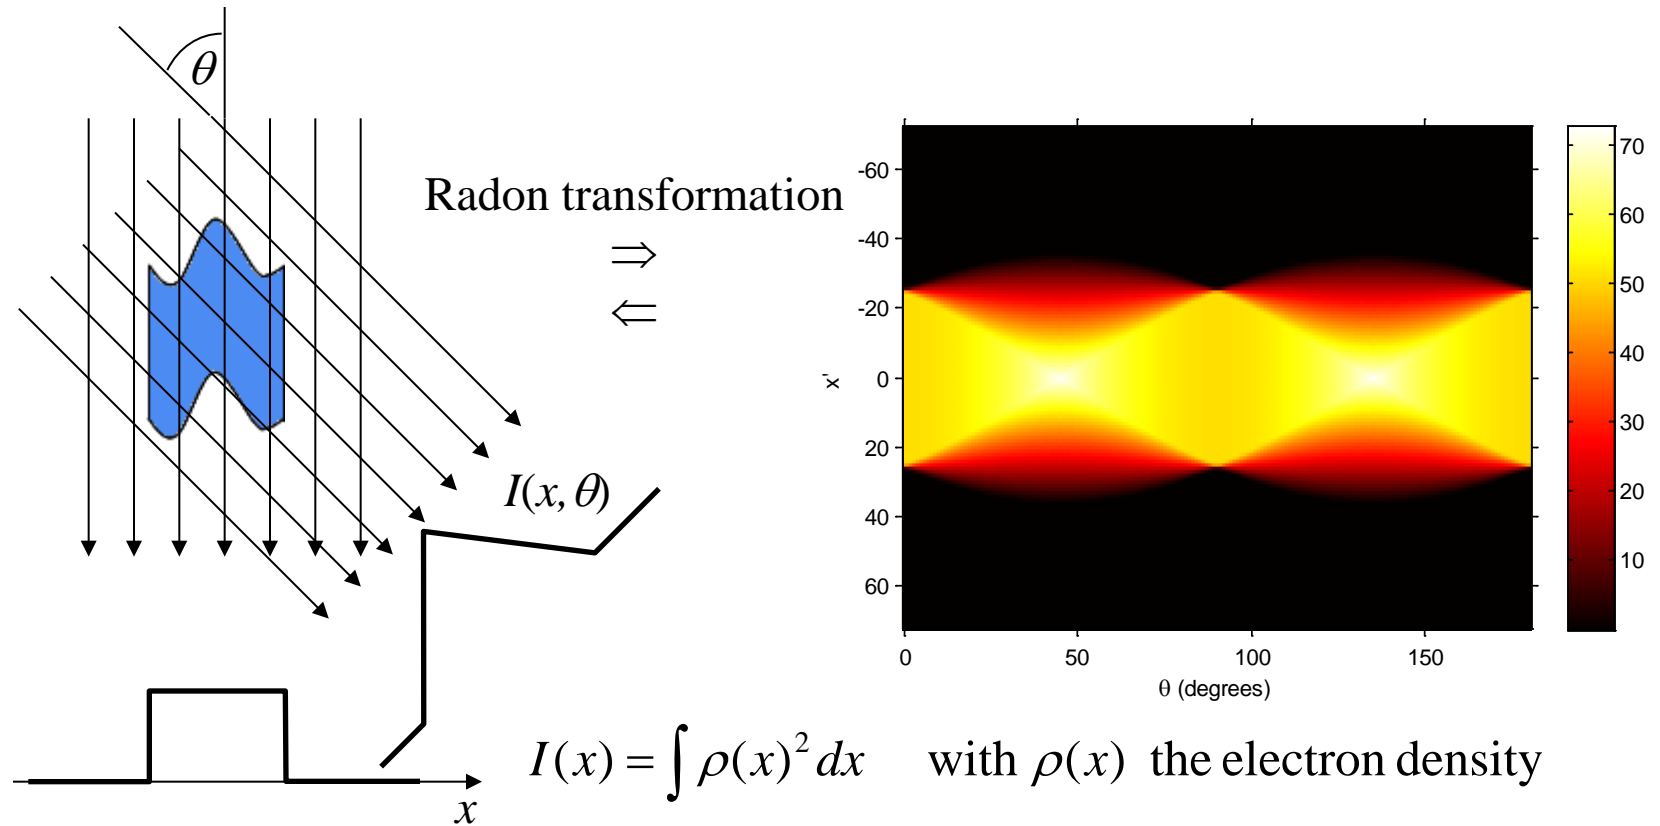 θ
Radon transformation
⇒
⇐
I(x, θ)
x
-60
-40
-20
0
20
40
60
x'
0
50
100
150
θ (degrees)
70
60
50
40
30
20
10
I(x) = ∫ρ(x)² dx with ρ(x) the electron density